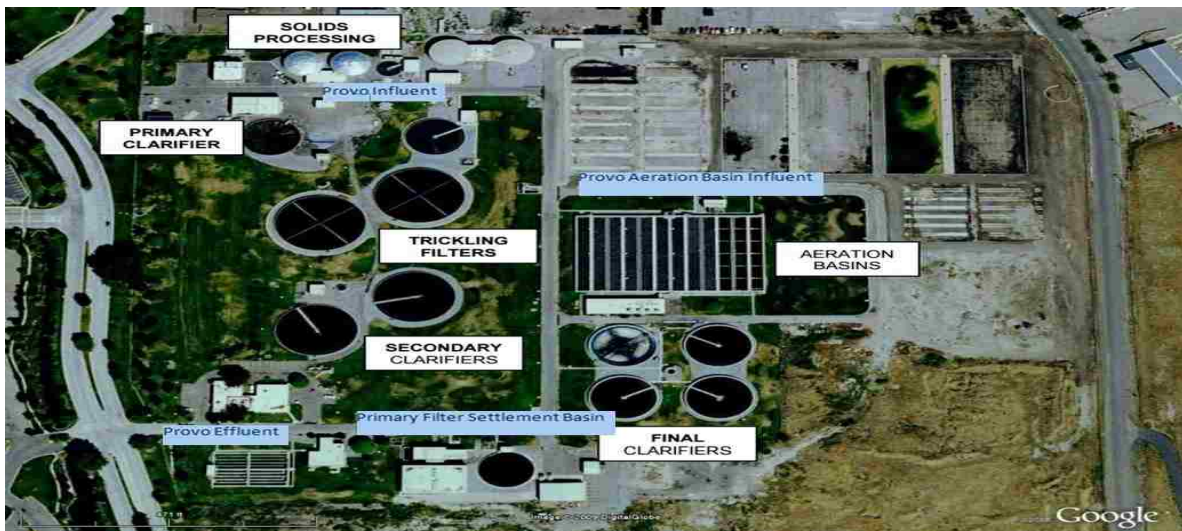 SOLIDS
PROCESSING
Provo Influent
PRIMARY
CLARIFIER
Provo Aeration Basin Influent
TRICKLING
FILTERS
AERATION
BASINS
SECONDARY
CLARIFIERS
Primary Filter Settlement Basin
Provo Effluent
FINAL
CLARIFIERS
Google